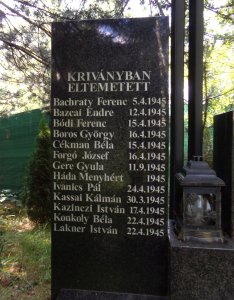 KRIVÁNYBAN
ELTEMETETT
Bachraty Ferenc 5.4.1945
Bazcai Endre 12.4.1945
Bódi Ferenc 15.4.1945
Boros György 16.4.1945
Cékman Béla 15.4.1945
Forgó József 16.4.1945
Gere Gyula 11.9.1945
Háda Menyhért 1945
Ivanics Pál 24.4.1945
Kassai Kálmán 30.3.1945
Kazinczi István 17.4.1945
Konkoly Béla 22.4.1945
Lakner István 22.4.1945